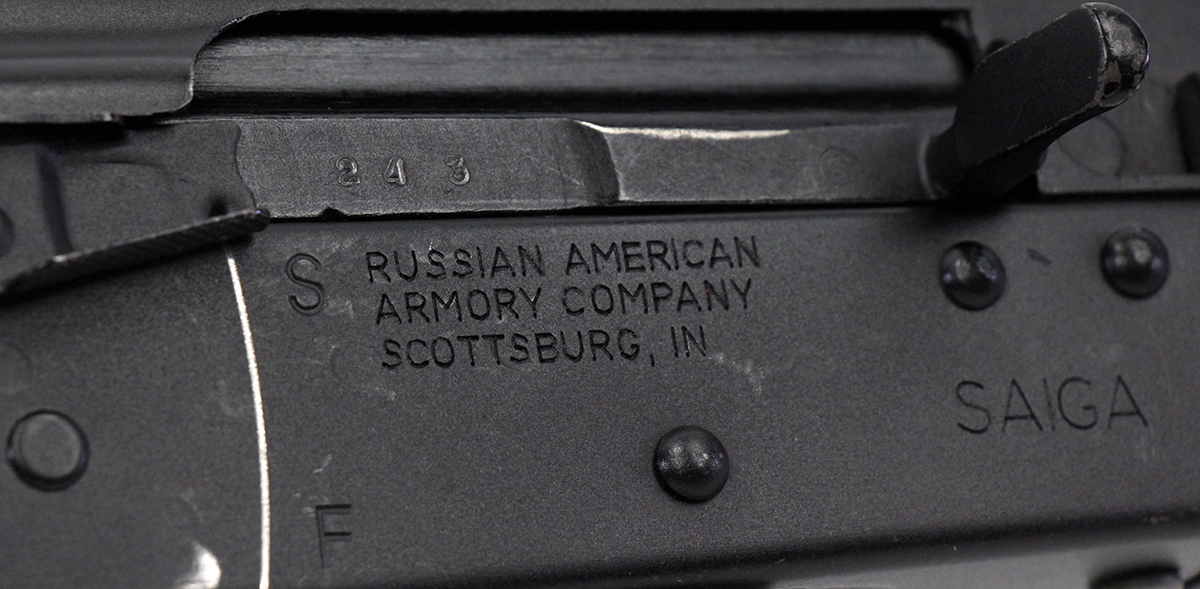 243
S RUSSIAN AMERICAN
ARMORY COMPANY
SCOTTSBURG, IN
SAIGA
F